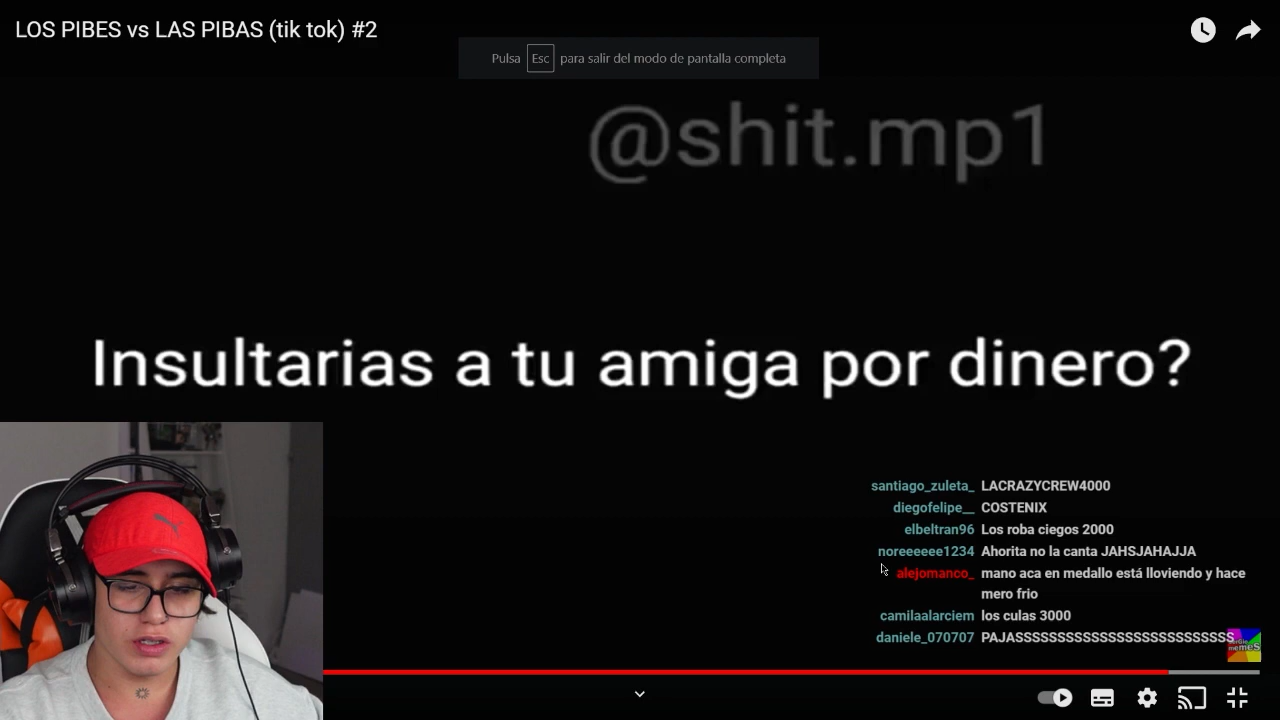 LOS PIBES vs LAS PIBAS (tik tok) #2
Pulsa Esc para salir del modo de pantalla completa
@shit.mp1
Insultarias a tu amiga por dinero?
santiago_zuleta_ LACRAZYCREW4000
diegofelipe__ COSTENIX
elbeltran96 Los roba ciegos 2000
noreeeeee1234 Ahorita no la canta JAHSJAHAJJA
alejomanco_ mano aca en medallo está lloviendo y hace
mero frio
camilaalarciem los culas 3000
daniele_070707 PAJASSSSSSSSSSSSSSSSSSSSSSSSSSS
memes